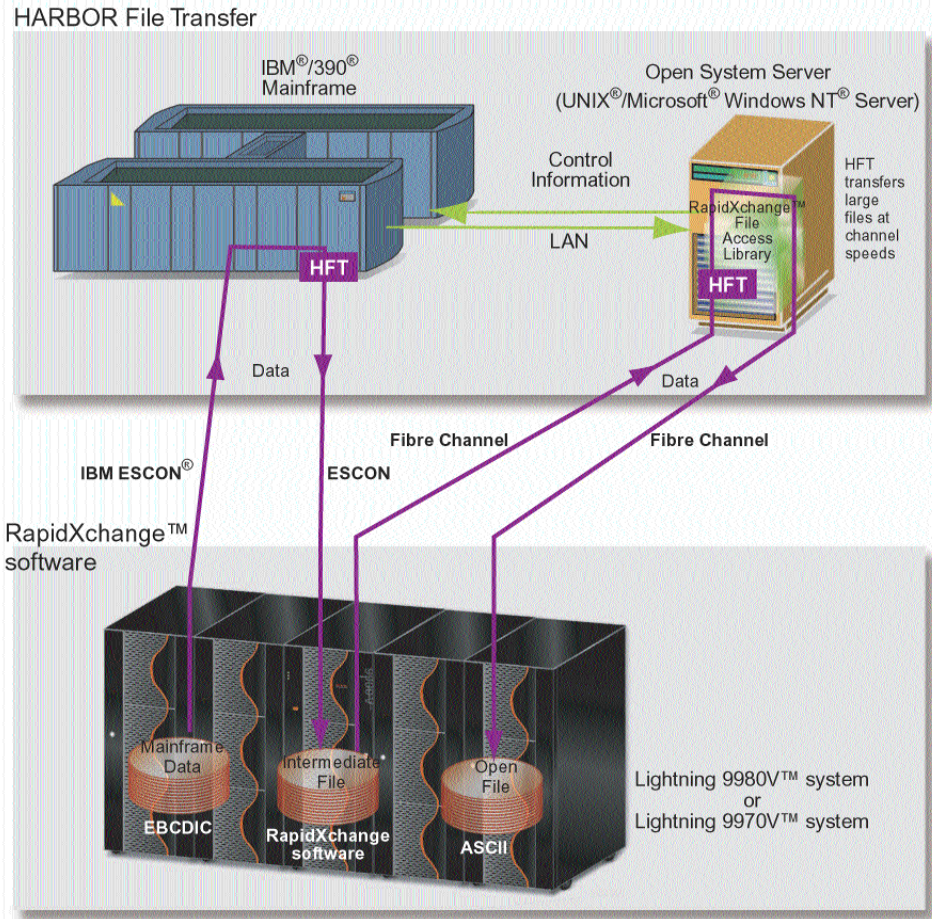 HARBOR File Transfer
IBM®/390®
Mainframe
Open System Server
(UNIX®/Microsoft® Windows NT® Server)
Control
Information
LAN
HFT
transfers
large
files at
channel
speeds
RapidXchange™
File
Access
Library
HFT
HFT
Data
Data
Fibre Channel
Fibre Channel
IBM ESCON®
ESCON
RapidXchange™
software
Mainframe
Data
EBCDIC
Intermediate
File
RapidXchange
software
Open
File
ASCII
Lightning 9980V™ system
or
Lightning 9970V™ system